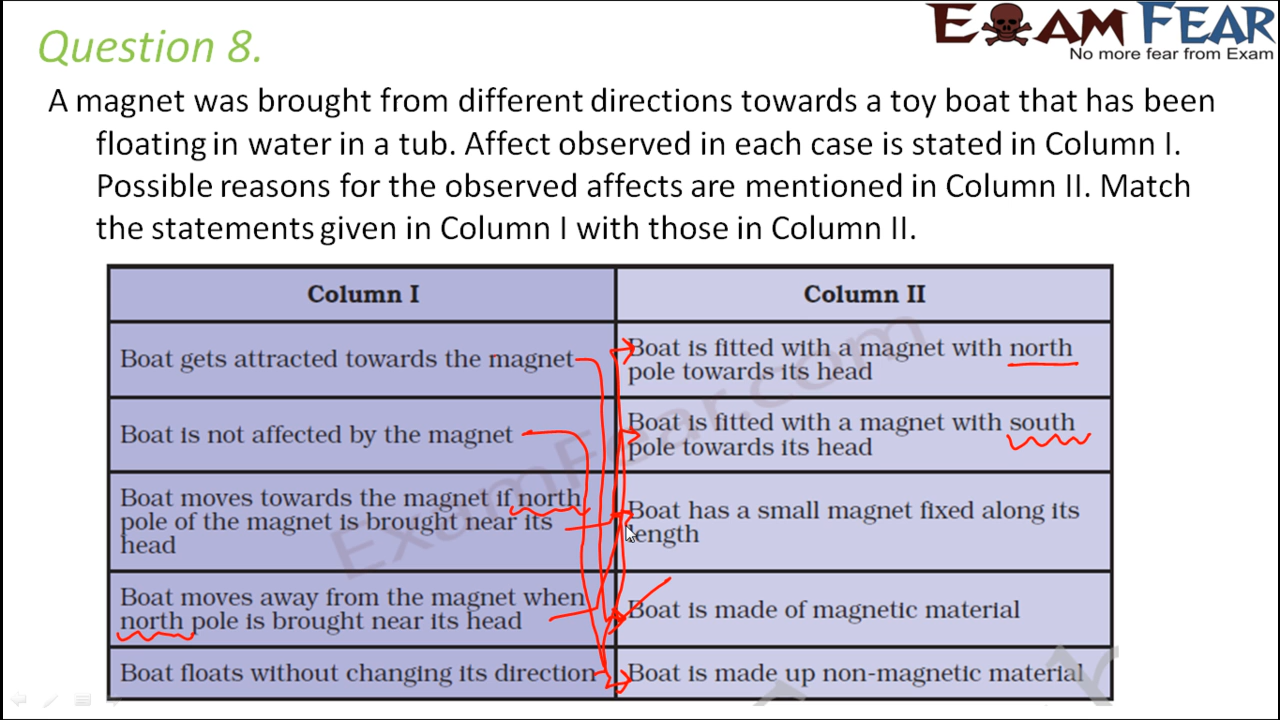 EXAM FEAR
No more fear from Exam
Question 8.
A magnet was brought from different directions towards a toy boat that has been
floating in water in a tub. Affect observed in each case is stated in Column I.
Possible reasons for the observed affects are mentioned in Column II. Match
the statements given in Column I with those in Column II.
Column I
Column II
Boat gets attracted towards the magnet
Boat is fitted with a magnet with north
pole towards its head
Boat is not affected by the magnet
Boat is fitted with a magnet with south
pole towards its head
Boat moves towards the magnet if north
pole of the magnet is brought near its
head
Boat has a small magnet fixed along its
length
Boat moves away from the magnet when
north pole is brought near its head
Boat is made of magnetic material
Boat floats without changing its direction
Boat is made up non-magnetic material
ExamFear.com